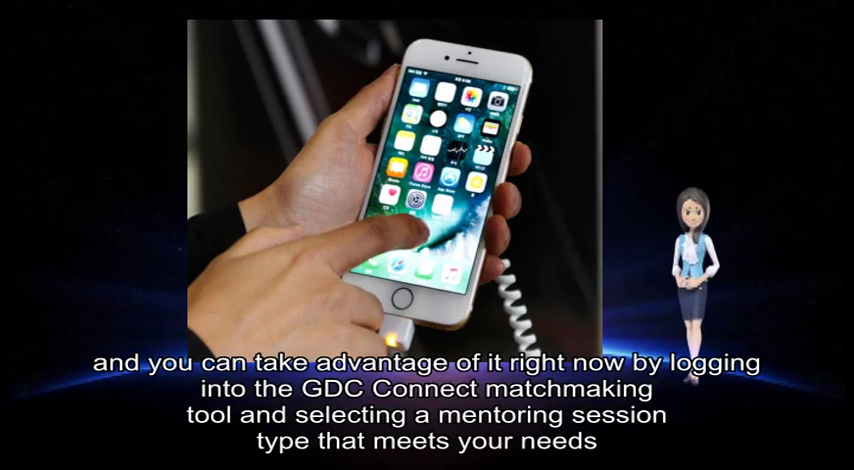 and you can take advantage of it right now by logging
into the GDC Connect matchmaking
tool and selecting a mentoring session
type that meets your needs